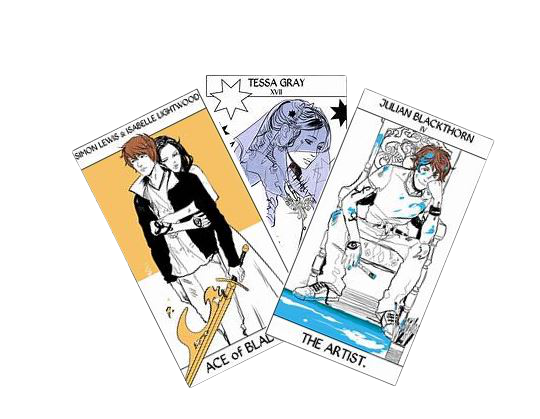 SIMON LEWIS & ISABELLE LIGHTWOOD
ACE of BLAD
TESSA GRAY
XVII
JULIAN BLACKTHORN
IV
THE ARTIST.